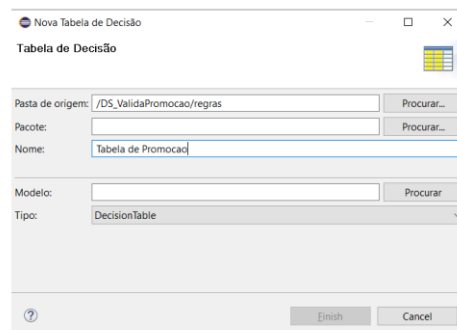 Nova Tabela de Decisão
Tabela de Decisão
Pasta de origem: /DS_ValidaPromocao/regras Procurar...
Pacote: Procurar...
Nome: Tabela de Promocao
Modelo: Procurar
Tipo: DecisionTable
Finish Cancel